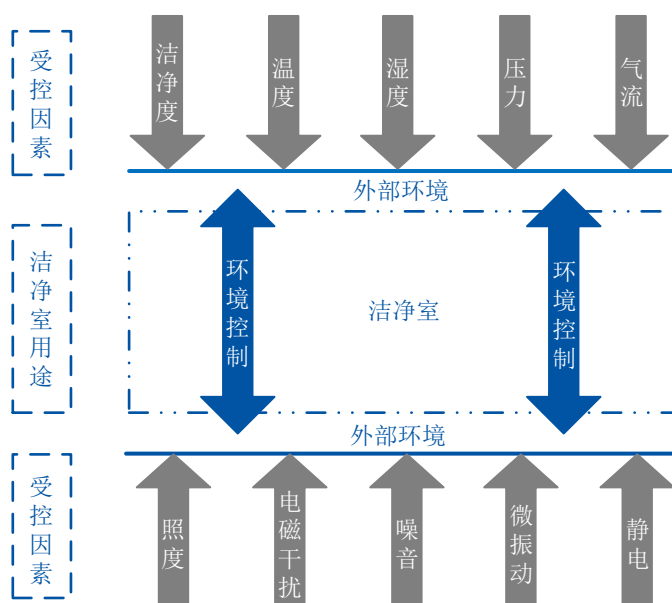 受控因素
洁净度
温度
湿度
压力
气流
外部环境
洁净室用途
环境控制
洁净室
环境控制
外部环境
受控因素
照度
电磁干扰
噪音
微振动
静电